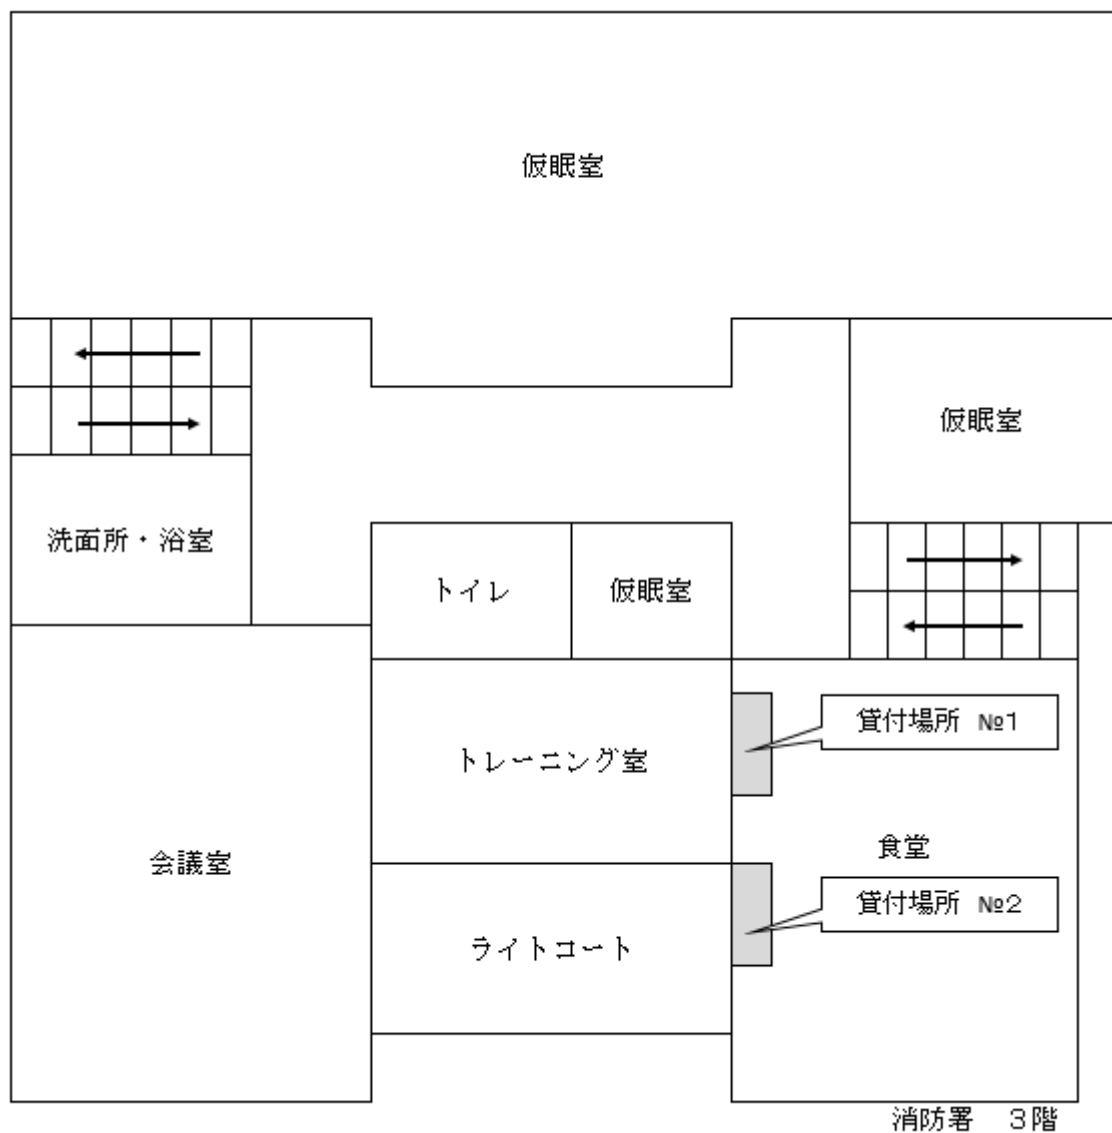 仮眠室
仮眠室
洗面所・浴室
トイレ
仮眠室
貸付場所 №1
トレーニング室
食堂
会議室
貸付場所 №2
ライトコート
消防署 3階